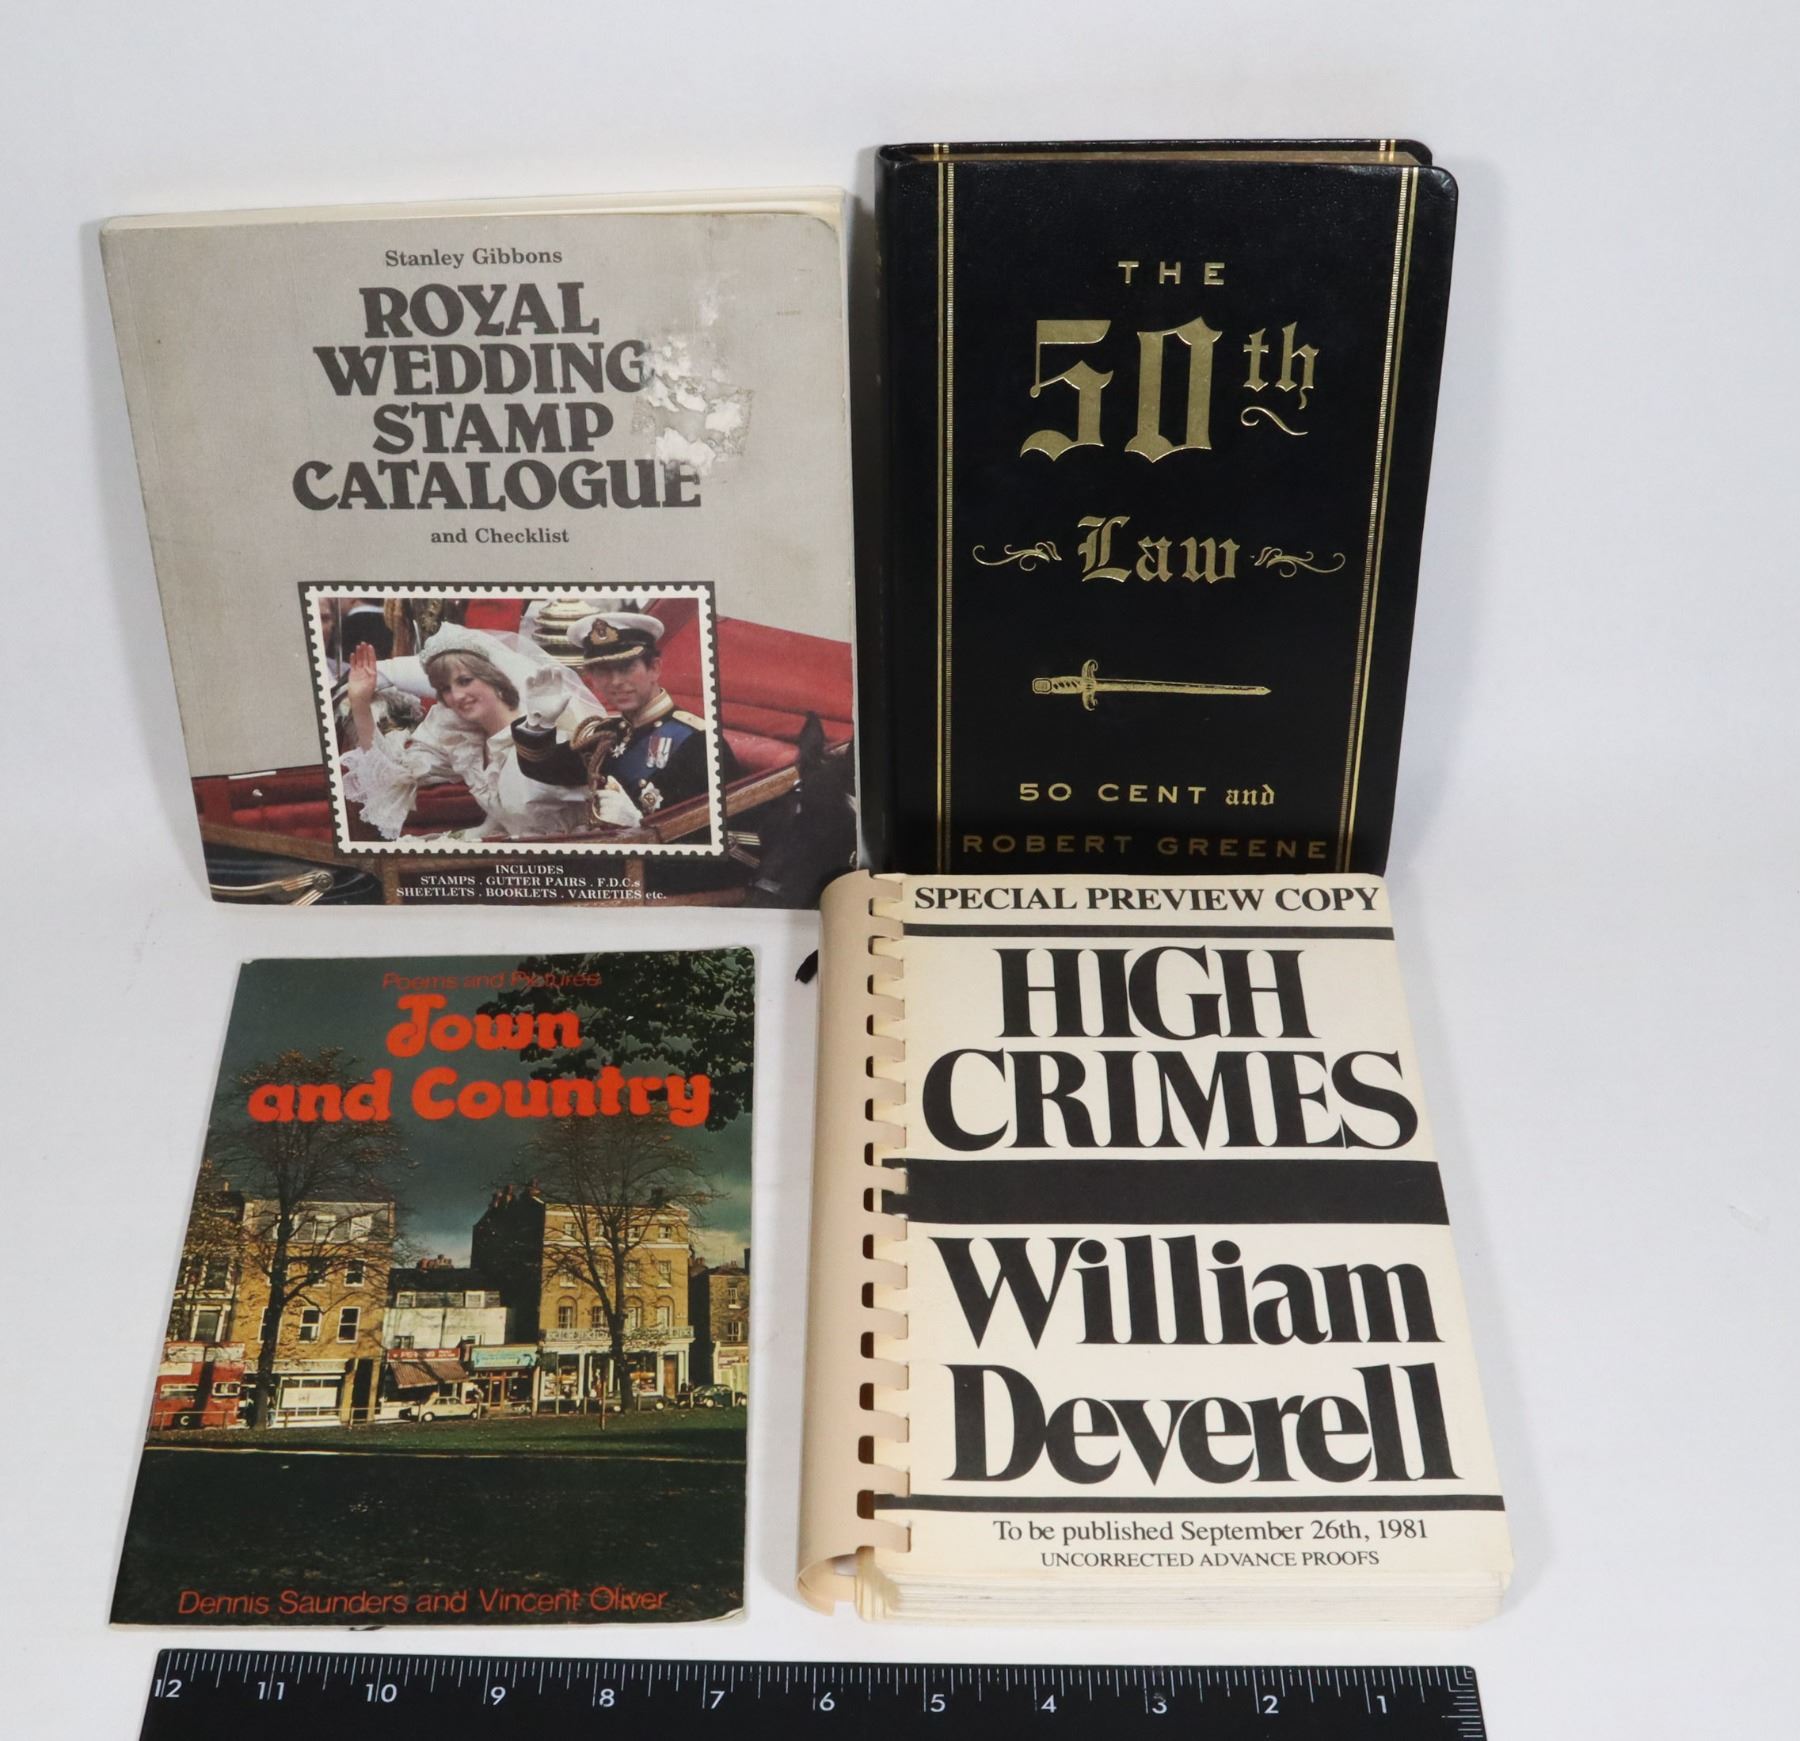 Stanley Gibbons
ROYAL
WEDDING
STAMP
CATALOGUE
and Checklist
INCLUDES
STAMPS . GUTTER PAIRS . F.D.C.s
SHEETLETS . BOOKLETS . VARIETIES etc.
THE
50th
Law
50 CENT and
ROBERT GREENE
Poems and Pictures
Town
and Country
Dennis Saunders and Vincent Oliver
SPECIAL PREVIEW COPY
HIGH
CRIMES
William
Deverell
To be published September 26th, 1981
UNCORRECTED ADVANCE PROOFS
12 11 10 9 8 7 6 5 4 3 2 1